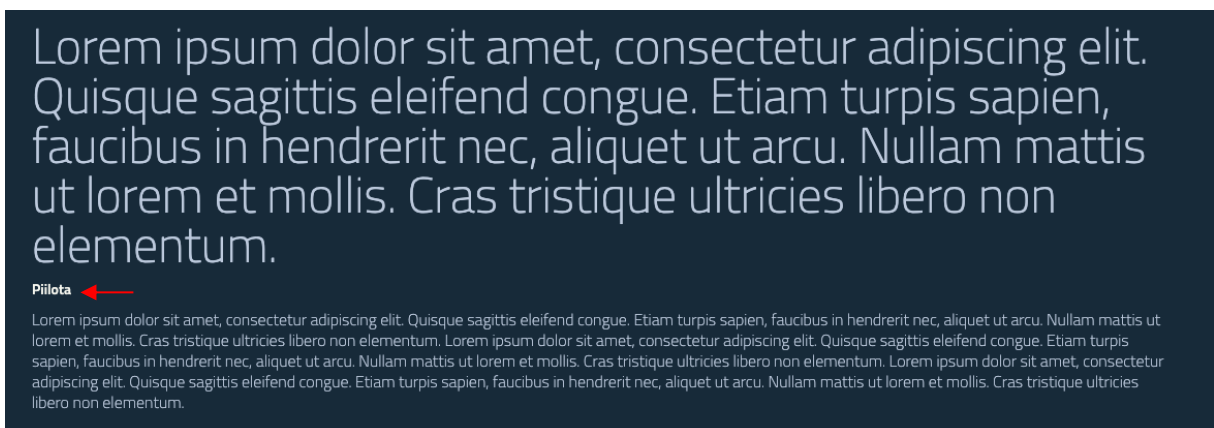 Lorem ipsum dolor sit amet, consectetur adipiscing elit.
Quisque sagittis eleifend congue. Etiam turpis sapien,
faucibus in hendrerit nec, aliquet ut arcu. Nullam mattis
ut lorem et mollis. Cras tristique ultricies libero non
elementum.
Piilota
Lorem ipsum dolor sit amet, consectetur adipiscing elit. Quisque sagittis eleifend congue. Etiam turpis sapien, faucibus in hendrerit nec, aliquet ut arcu. Nullam mattis ut
lorem et mollis. Cras tristique ultricies libero non elementum. Lorem ipsum dolor sit amet, consectetur adipiscing elit. Quisque sagittis eleifend congue. Etiam turpis
sapien, faucibus in hendrerit nec, aliquet ut arcu. Nullam mattis ut lorem et mollis. Cras tristique ultricies libero non elementum. Lorem ipsum dolor sit amet, consectetur
adipiscing elit. Quisque sagittis eleifend congue. Etiam turpis sapien, faucibus in hendrerit nec, aliquet ut arcu. Nullam mattis ut lorem et mollis. Cras tristique ultricies
libero non elementum.